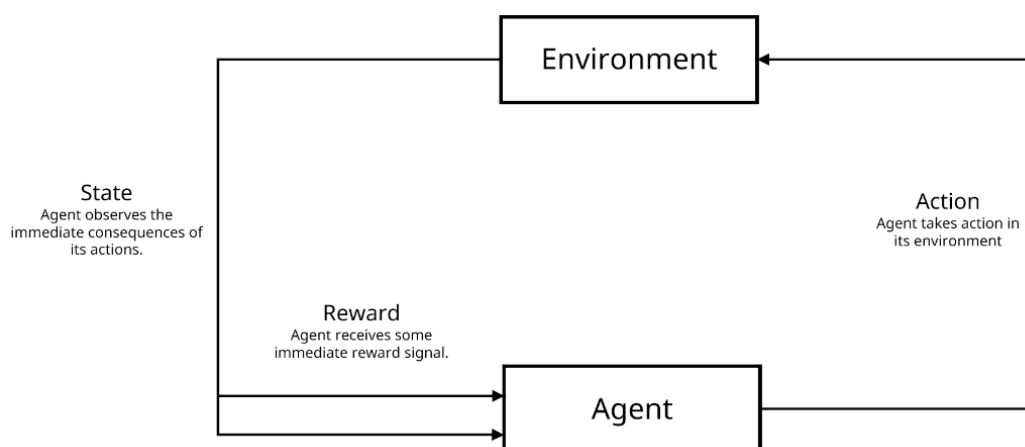 Environment
State
Agent observes the
immediate consequences of
its actions.
Action
Agent takes action in
its environment
Reward
Agent receives some
immediate reward signal.
Agent